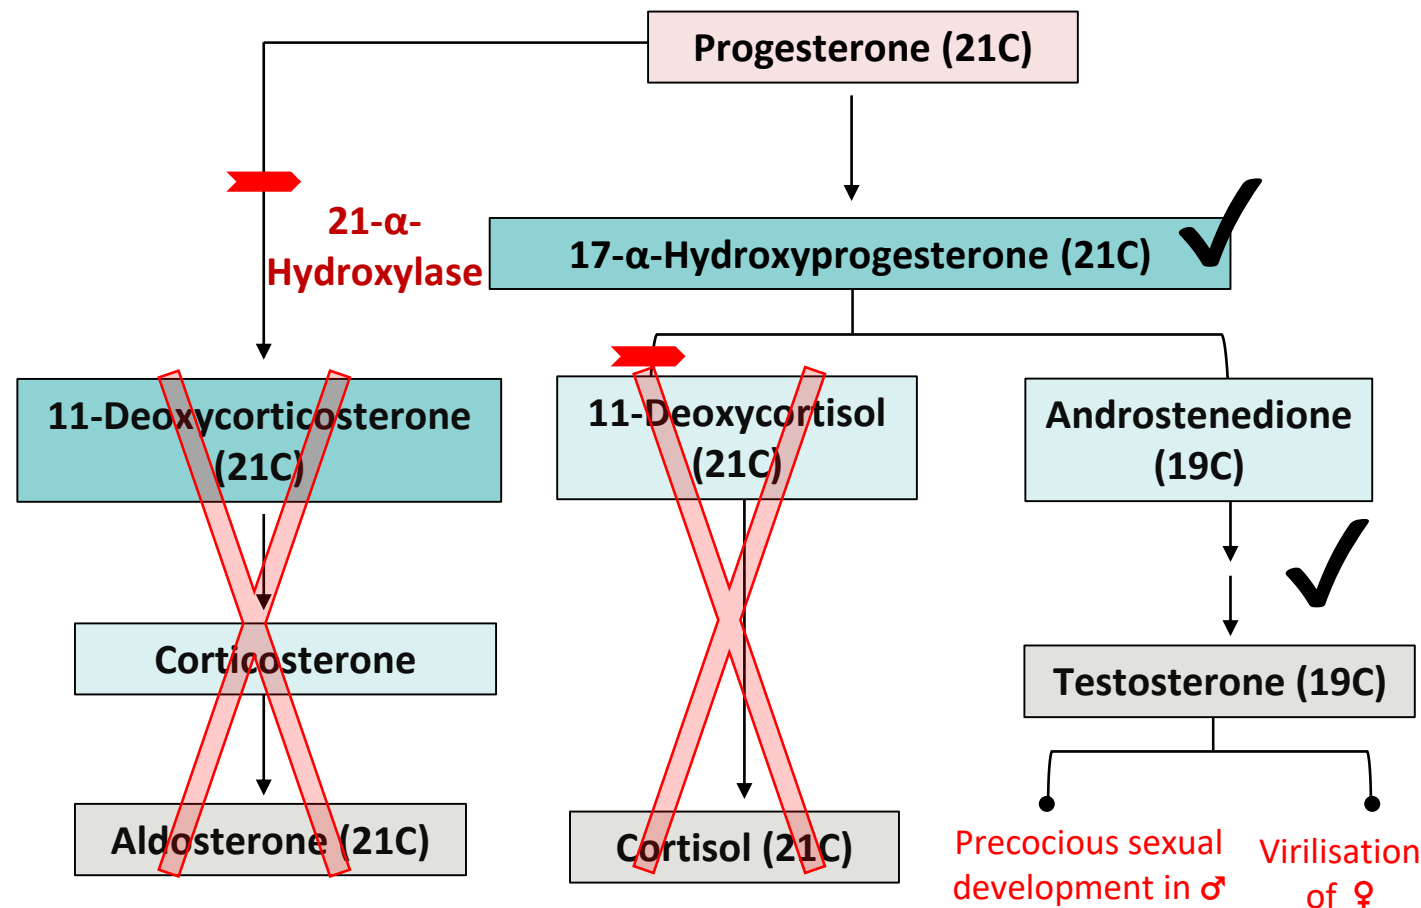 Progesterone (21C)
21-α-
Hydroxylase
17-α-Hydroxyprogesterone (21C)
11-Deoxycorticosterone
(21C)
11-Deoxycortisol
(21C)
Androstenedione
(19C)
Corticosterone
Testosterone (19C)
Aldosterone (21C)
Cortisol (21C)
Precocious sexual
development in ♂
Virilisation
of ♀